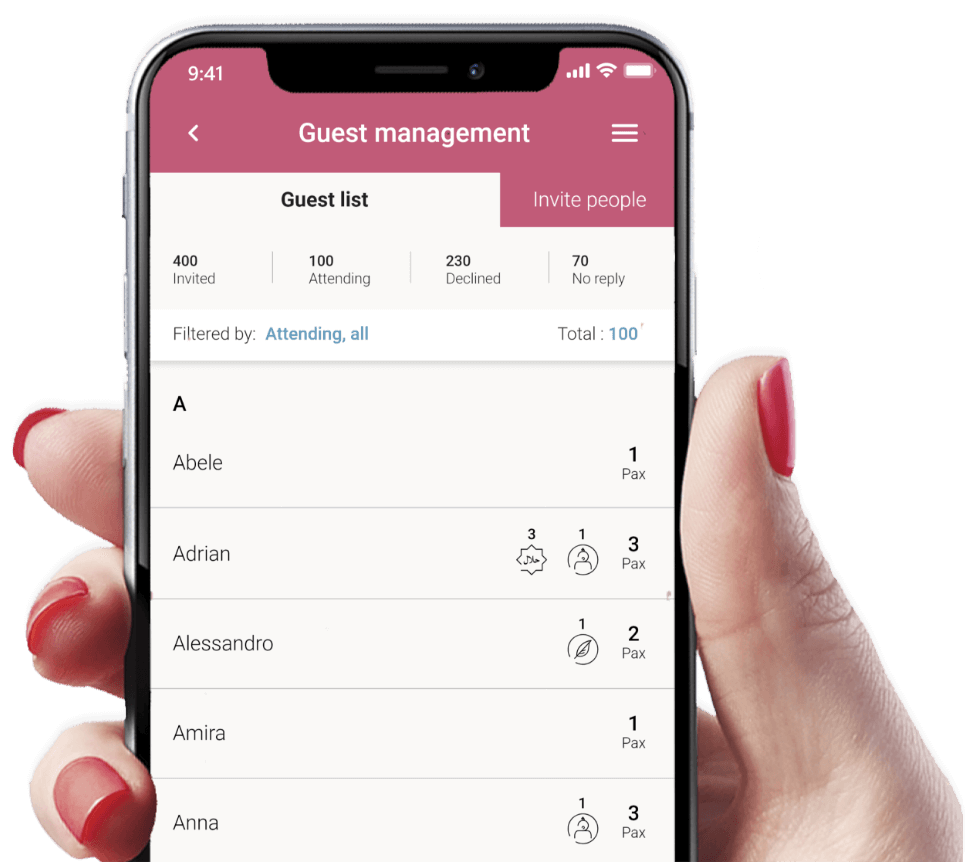 9:41
Guest management
Guest list
Invite people
400
Invited
100
Attending
230
Declined
70
No reply
Filtered by: Attending, all
Total : 100
A
Abele
1
Pax
Adrian
3
حلال
1
3
Pax
Alessandro
1
2
Pax
Amira
1
Pax
Anna
1
3
Pax